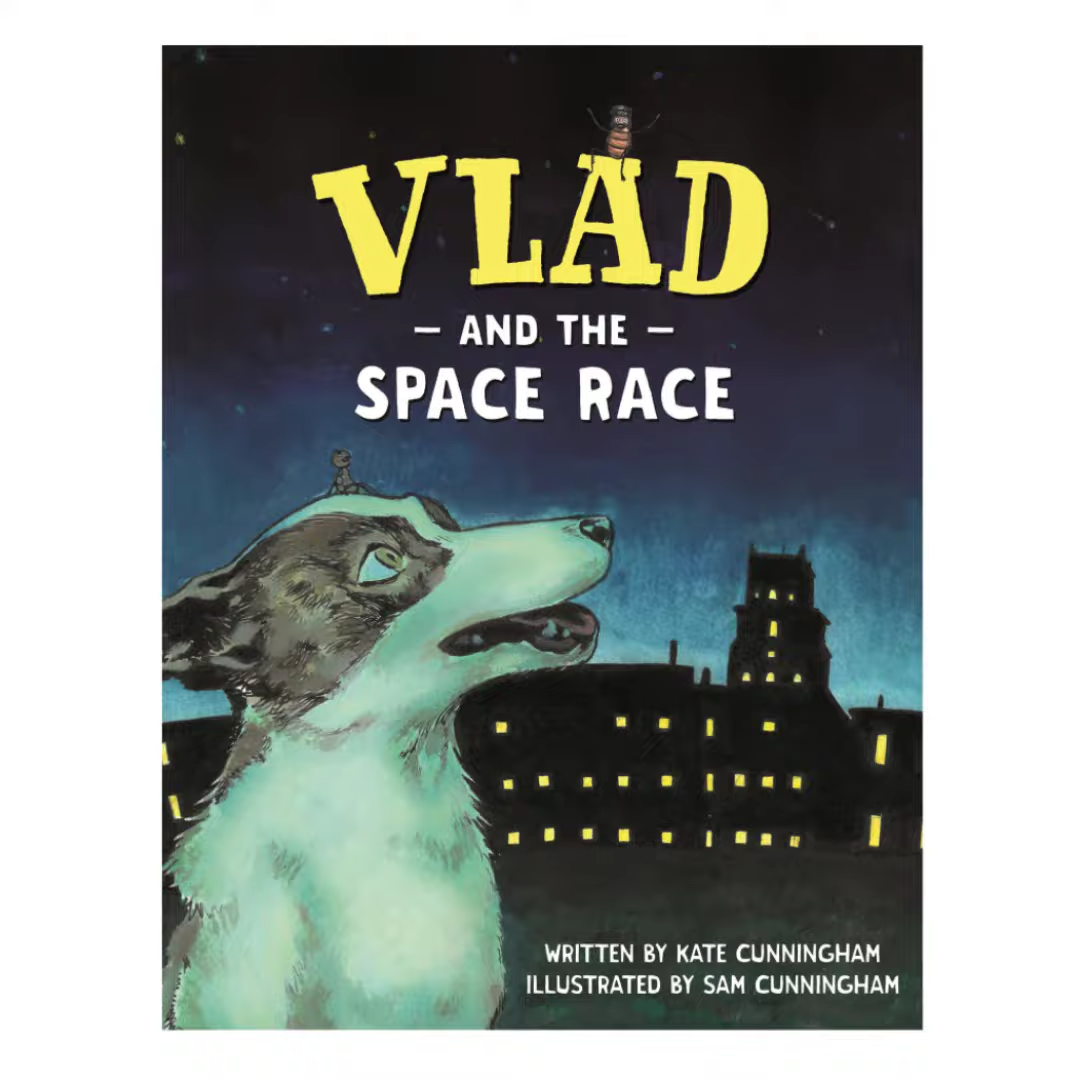 VLAD
– AND THE –
SPACE RACE
WRITTEN BY KATE CUNNINGHAM
ILLUSTRATED BY SAM CUNNINGHAM